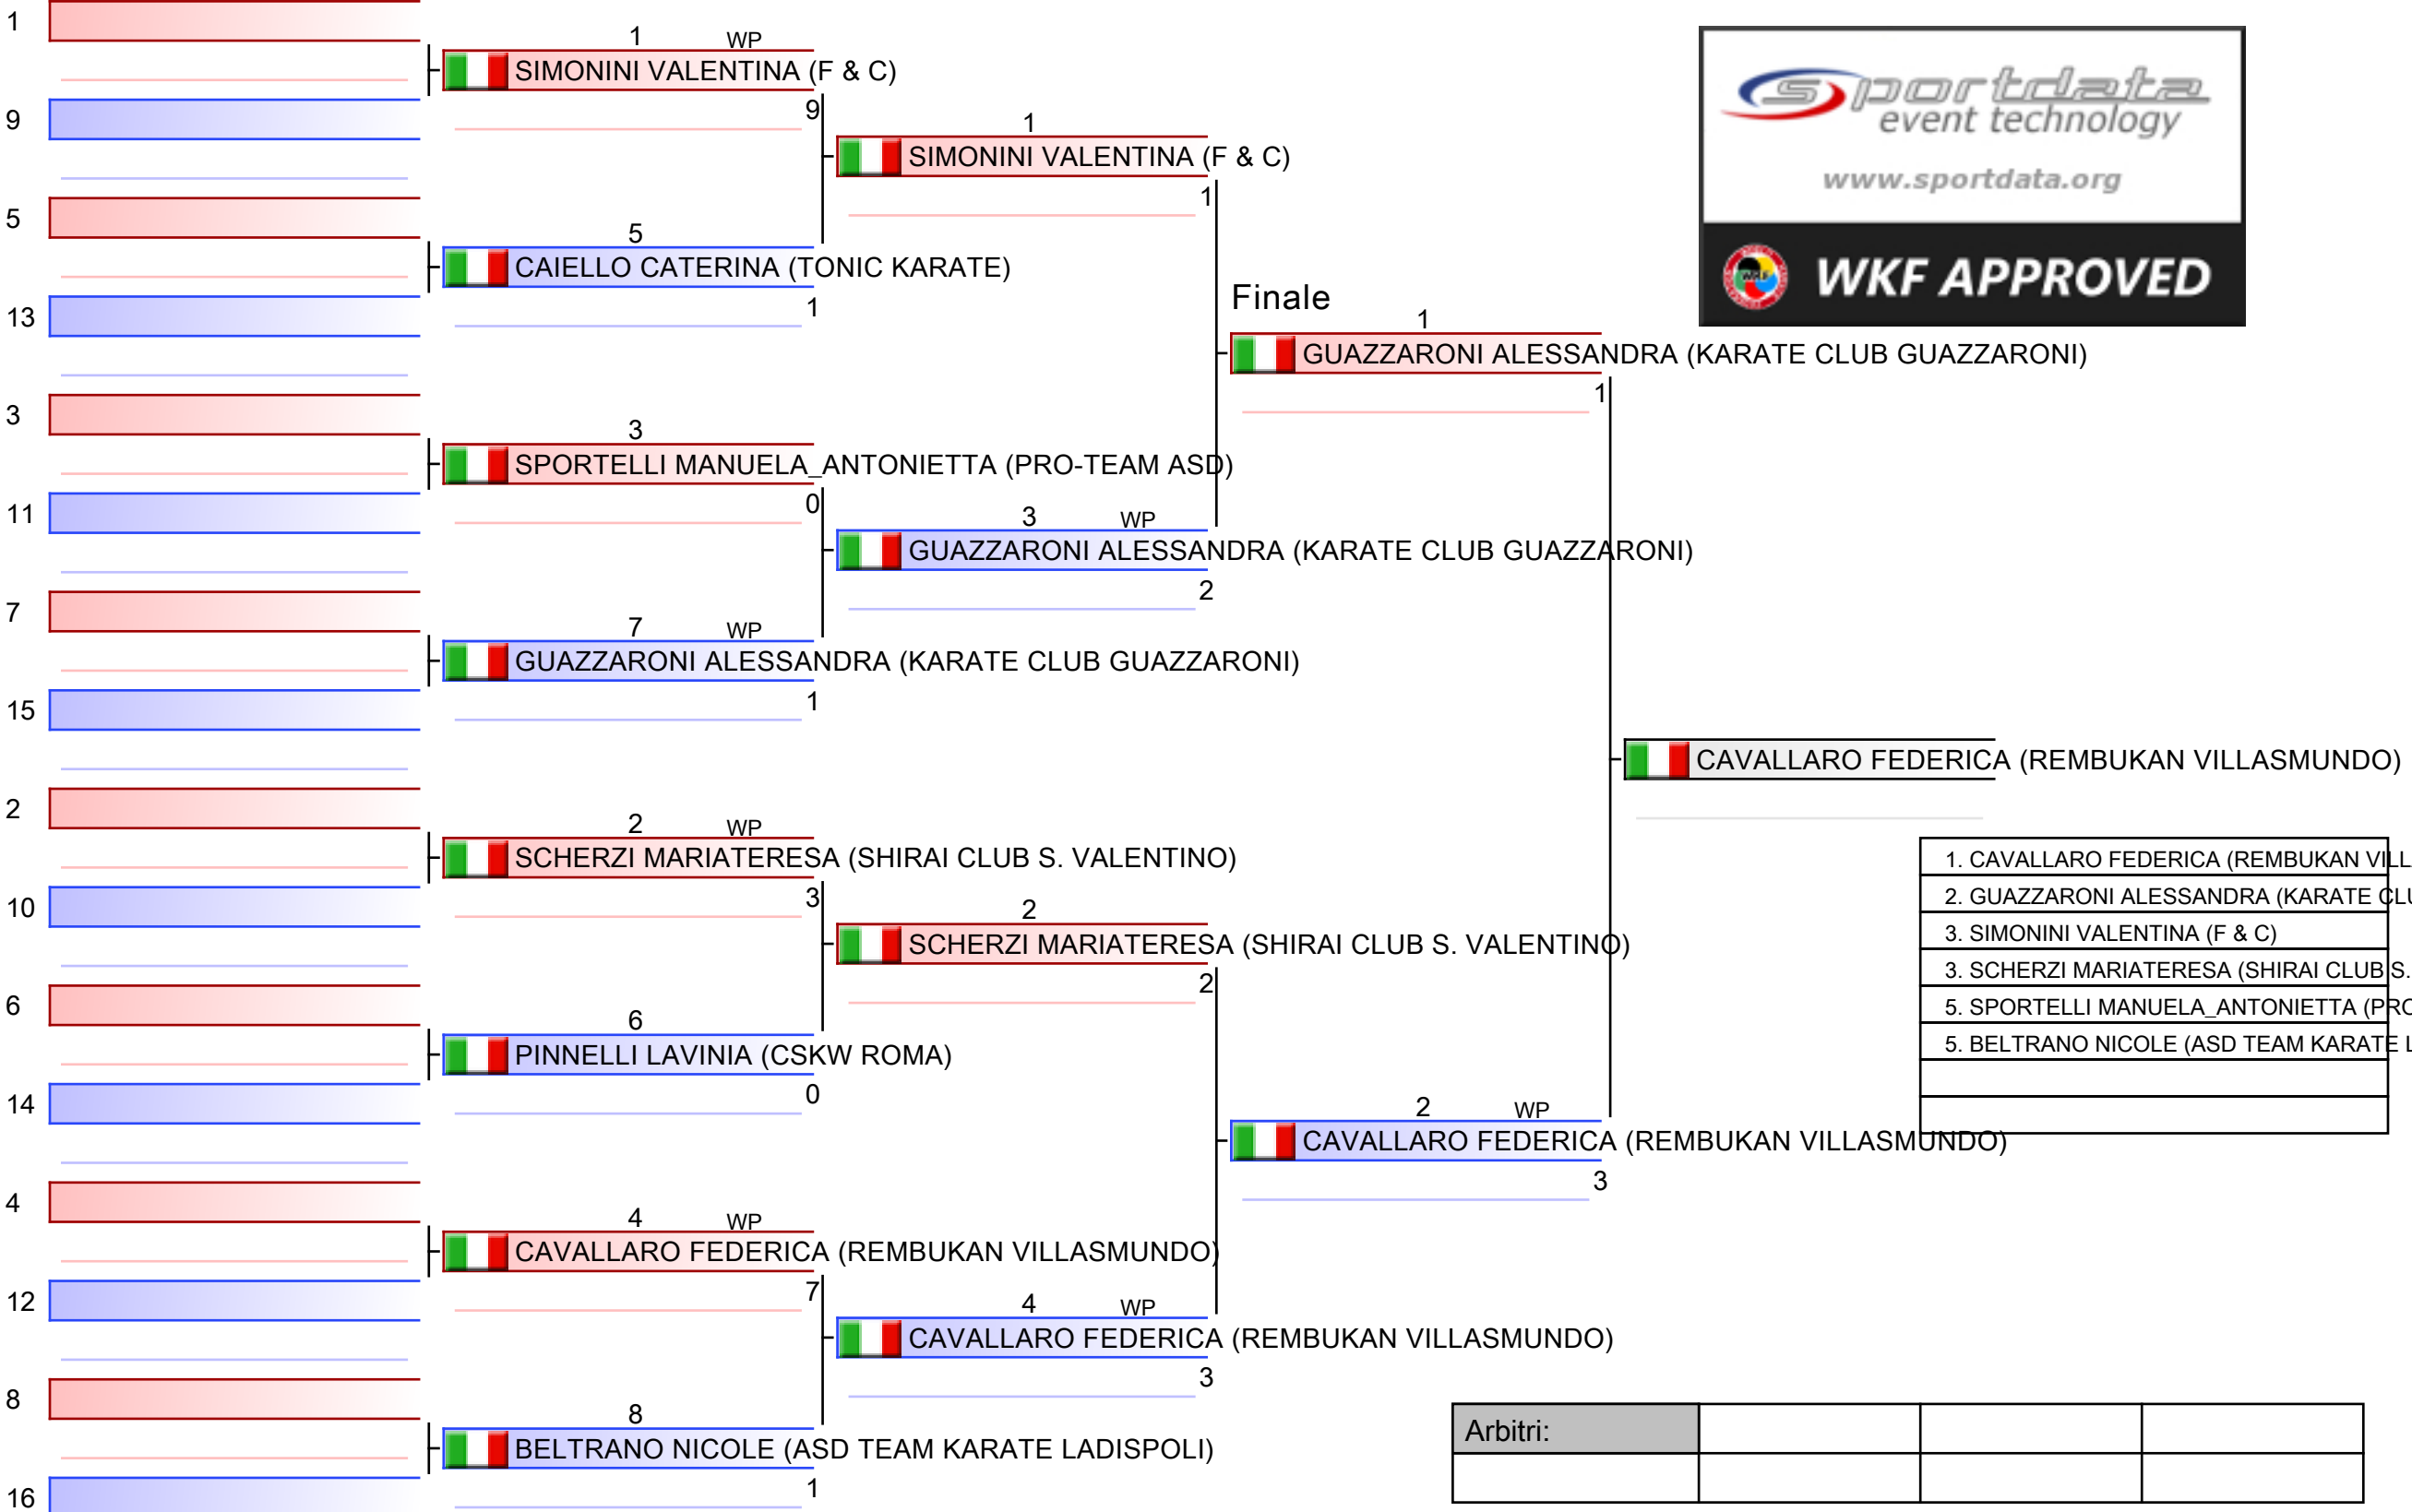 1
9
5
13
3
11
7
15
2
10
6
14
4
12
8
16
1 WP
SIMONINI VALENTINA (F & C)
9
5
CAIELLO CATERINA (TONIC KARATE)
1
3
SPORTELLI MANUELA_ANTONIETTA (PRO-TEAM ASD)
0
7 WP
GUAZZARONI ALESSANDRA (KARATE CLUB GUAZZARONI)
1
2 WP
SCHERZI MARIATERESA (SHIRAI CLUB S. VALENTINO)
3
6
PINNELLI LAVINIA (CSKW ROMA)
0
4 WP
CAVALLARO FEDERICA (REMBUKAN VILLASMUNDO)
7
8
BELTRANO NICOLE (ASD TEAM KARATE LADISPOLI)
1
1
SIMONINI VALENTINA (F & C)
1
3 WP
GUAZZARONI ALESSANDRA (KARATE CLUB GUAZZARONI)
2
2
SCHERZI MARIATERESA (SHIRAI CLUB S. VALENTINO)
2
4 WP
CAVALLARO FEDERICA (REMBUKAN VILLASMUNDO)
3
Finale
1
GUAZZARONI ALESSANDRA (KARATE CLUB GUAZZARONI)
1
2 WP
CAVALLARO FEDERICA (REMBUKAN VILLASMUNDO)
3
CAVALLARO FEDERICA (REMBUKAN VILLASMUNDO)
sportdata
event technology
www.sportdata.org
WKF
WKF APPROVED
1. CAVALLARO FEDERICA (REMBUKAN VILL
2. GUAZZARONI ALESSANDRA (KARATE CLU
3. SIMONINI VALENTINA (F & C)
3. SCHERZI MARIATERESA (SHIRAI CLUB S.
5. SPORTELLI MANUELA_ANTONIETTA (PRO
5. BELTRANO NICOLE (ASD TEAM KARATE L
Arbitri: